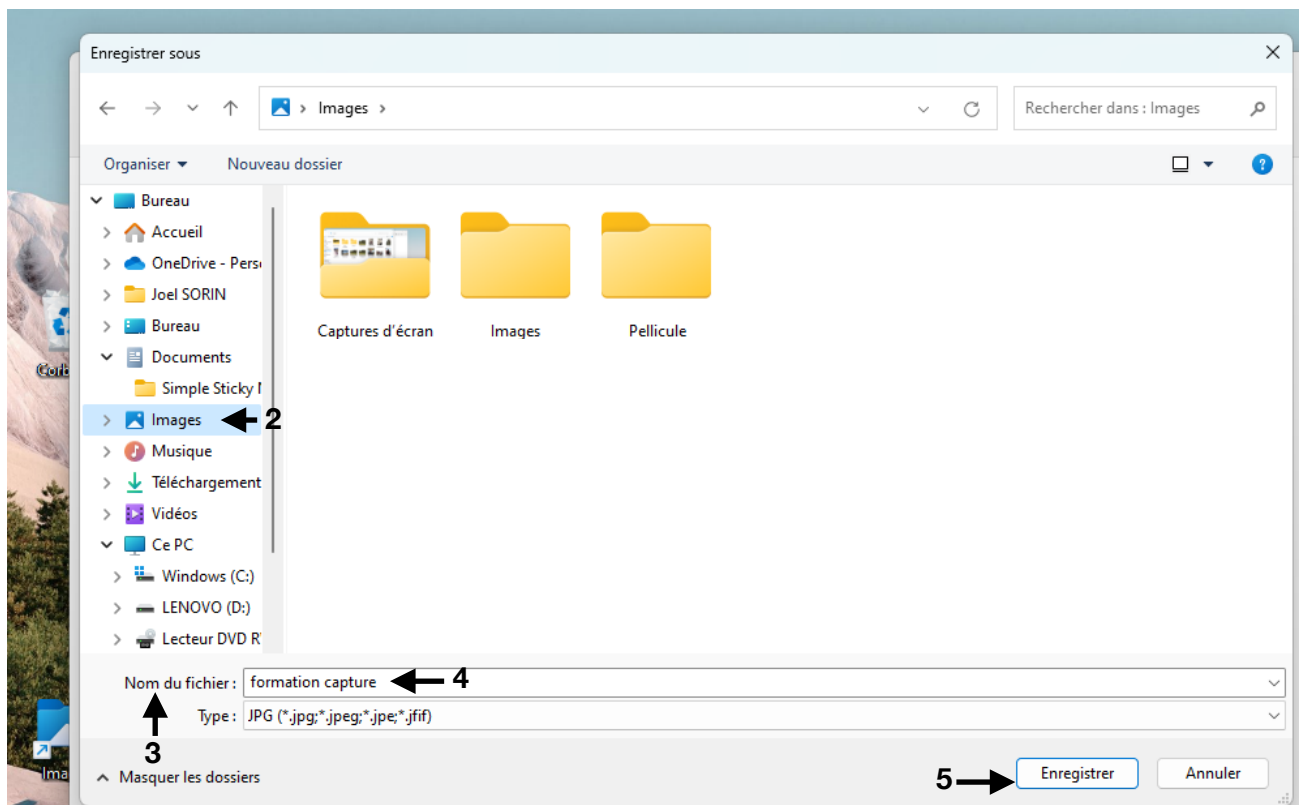 Enregistrer sous
Images
Rechercher dans : Images
Organiser
Nouveau dossier
Bureau
Accueil
OneDrive - Pers
Joel SORIN
Bureau
Documents
Simple Sticky
Images 2
Musique
Téléchargement
Vidéos
Ce PC
Windows (C:)
LENOVO (D:)
Lecteur DVD R
Captures d'écran
Images
Pellicule
Corb
Ima
Nom du fichier : formation capture 4
Type : JPG (*.jpg;*.jpeg;*.jpe;*.jfif)
3
Masquer les dossiers
5 Enregistrer Annuler